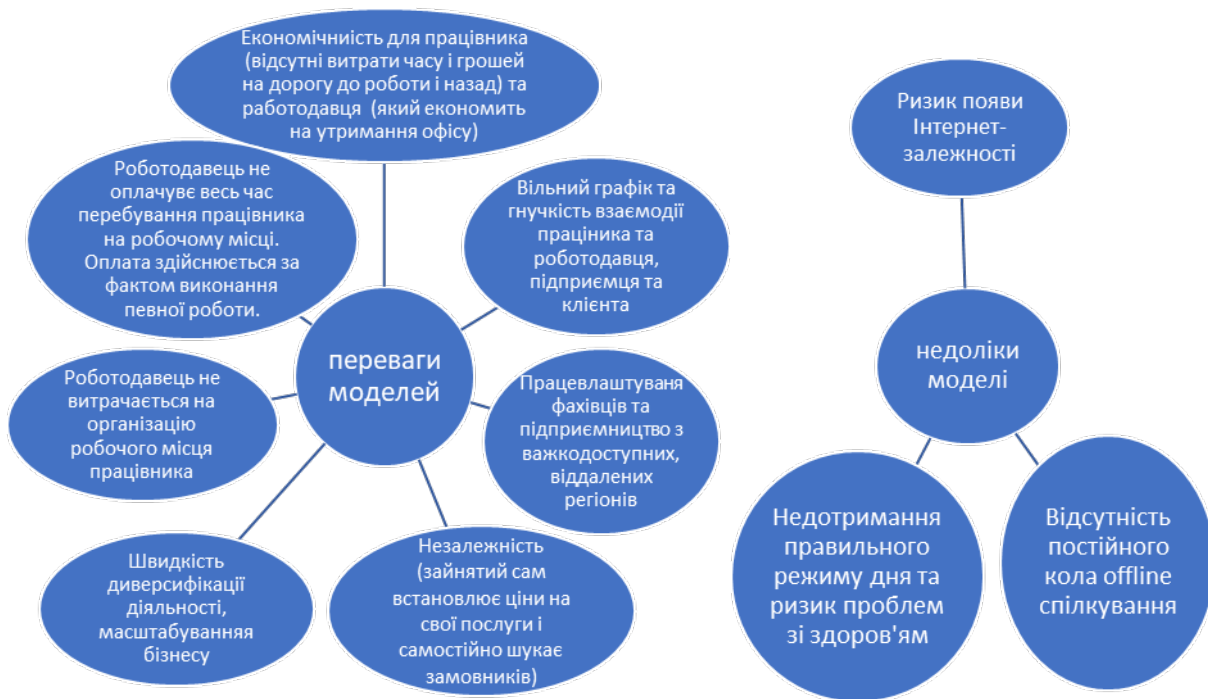 Економічниість для працівника
(відсутні витрати часу і грошей
на дорогу до роботи і назад) та
работодавця (який економить
на утримання офісу)
Роботодавець не
оплачувє весь час
перебування працівника
на робочому місці.
Оплата здійснюється за
фактом виконання
певної роботи.
Вільний графік та
гнучкість взаємодії
праціника та
роботодавця,
підприємця та
клієнта
переваги
моделей
Роботодавець не
витрачається на
організацію
робочого місця
працівника
Працевлаштуваня
фахівців та
підприємництво з
важкодоступних,
віддалених
регіонів
Швидкість
диверсифікації
діяльності,
масштабуванняя
бізнесу
Незалежність
(зайнятий сам
встановлює ціни на
свої послуги і
самостійно шукає
замовників)
Ризик появи
Інтернет-
залежності
недоліки
моделі
Недотримання
правильного
режиму дня та
ризик проблем
зі здоров'ям
Відсутність
постійного
кола offline
спілкування